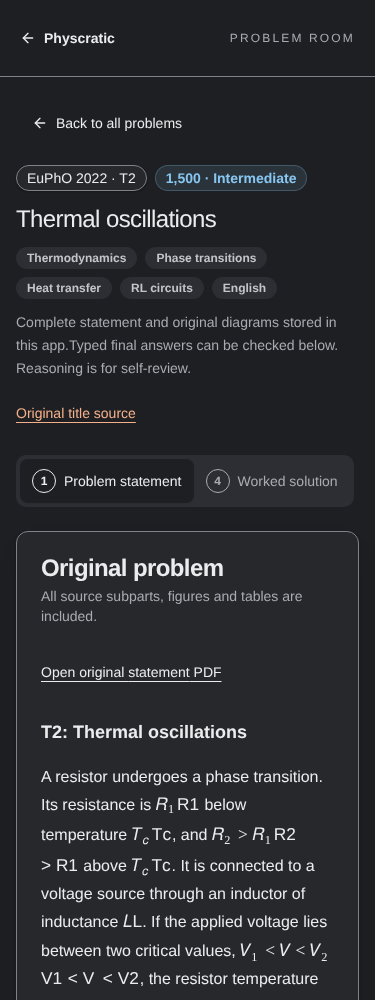 ← Physcratic PROBLEM ROOM
← Back to all problems
EuPhO 2022 · T2 1,500 · Intermediate
Thermal oscillations
Thermodynamics Phase transitions
Heat transfer RL circuits English
Complete statement and original diagrams stored in
this app.Typed final answers can be checked below.
Reasoning is for self-review.
Original title source
1 Problem statement 4 Worked solution
Original problem
All source subparts, figures and tables are
included.
Open original statement PDF
T2: Thermal oscillations
A resistor undergoes a phase transition.
Its resistance is R₁ R1 below
temperature T_c Tc, and R₂ > R₁ R2
> R1 above T_c Tc. It is connected to a
voltage source through an inductor of
inductance LL. If the applied voltage lies
between two critical values, V₁ < V < V₂
V1 < V < V2, the resistor temperature